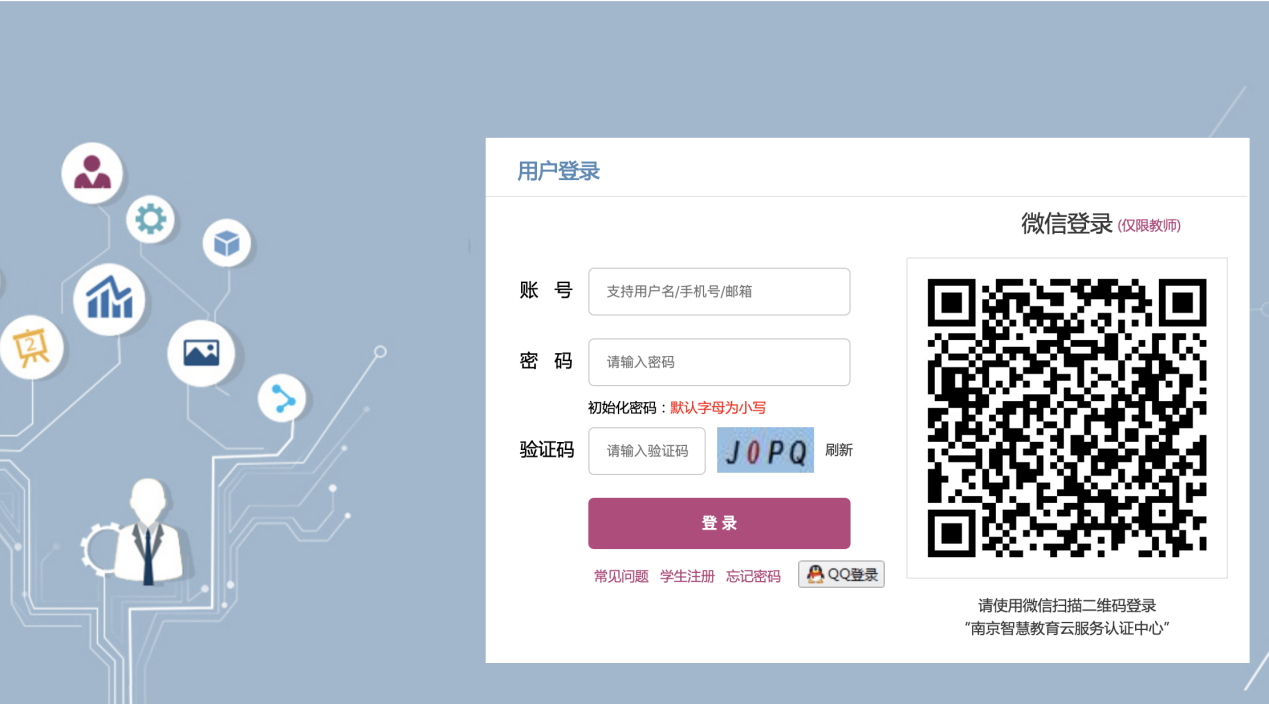 用户登录
微信登录 (仅限教师)
账 号 支持用户名/手机号/邮箱
密 码 请输入密码
初始化密码：默认字母为小写
验证码 请输入验证码 J0PQ 刷新
登 录
常见问题 学生注册 忘记密码 QQ登录
请使用微信扫描二维码登录
“南京智慧教育云服务认证中心”
2